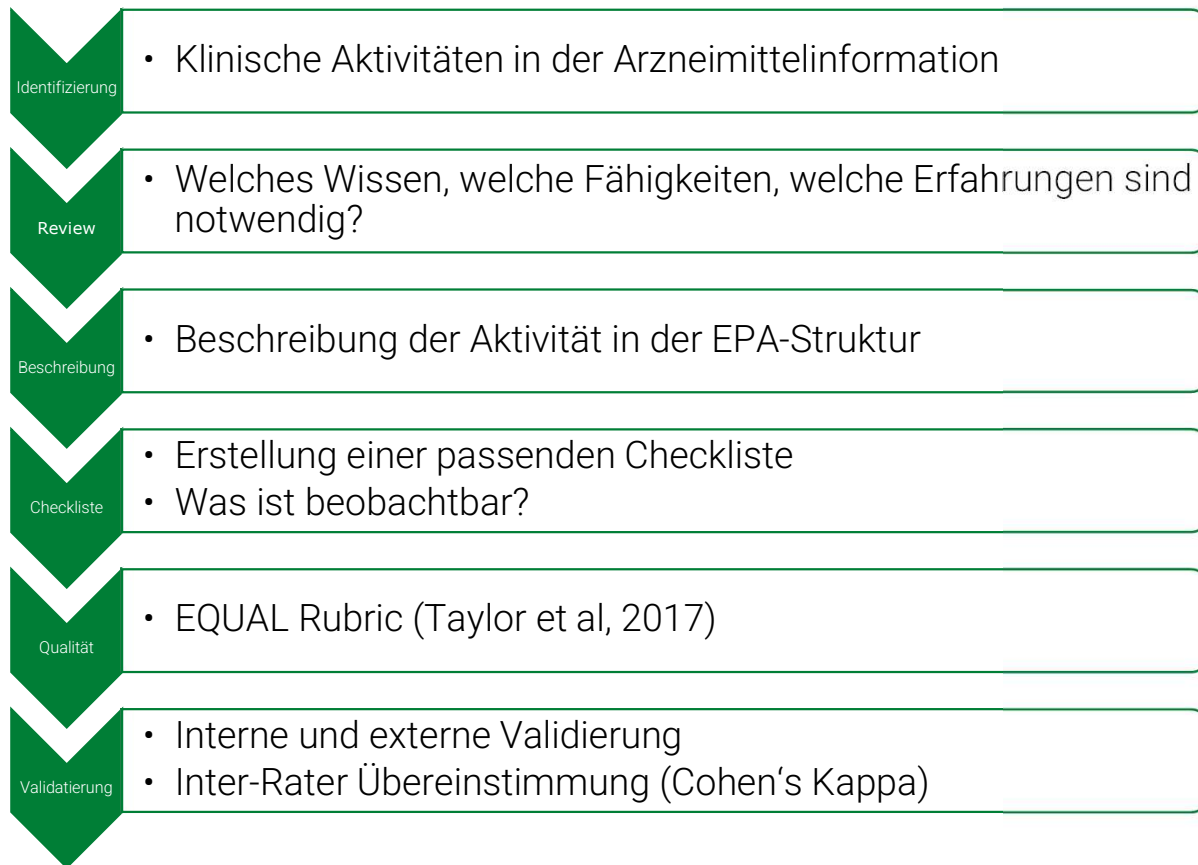 Identifizierung
• Klinische Aktivitäten in der Arzneimittelinformation
Review
• Welches Wissen, welche Fähigkeiten, welche Erfahrungen sind
notwendig?
Beschreibung
• Beschreibung der Aktivität in der EPA-Struktur
Checkliste
• Erstellung einer passenden Checkliste
• Was ist beobachtbar?
Qualität
• EQUAL Rubric (Taylor et al, 2017)
Validatierung
• Interne und externe Validierung
• Inter-Rater Übereinstimmung (Cohen‘s Kappa)